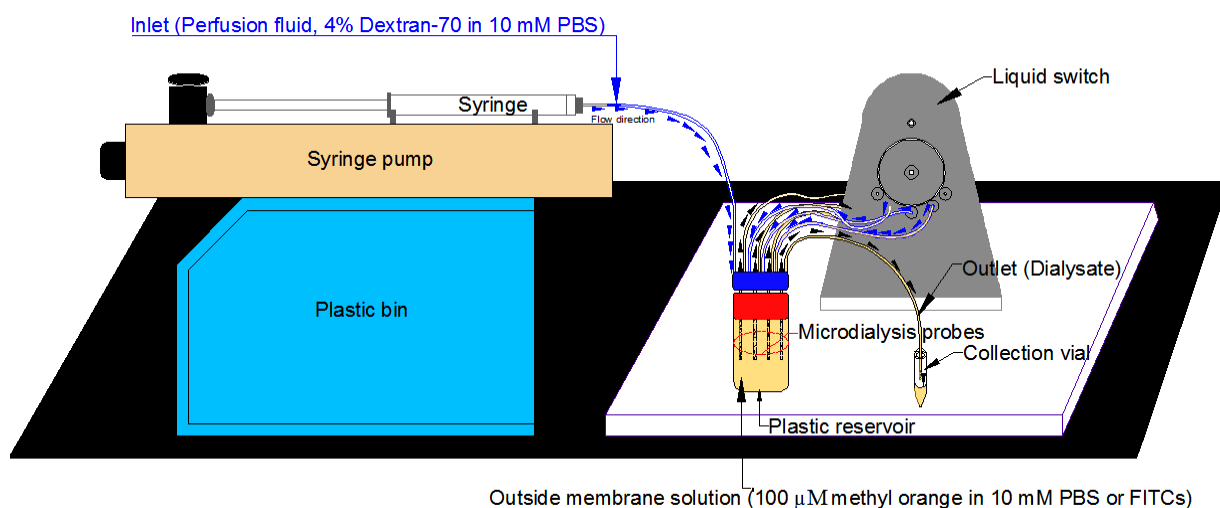 Inlet (Perfusion fluid, 4% Dextran-70 in 10 mM PBS)
Liquid switch
Syringe
Flow direction
Syringe pump
Outlet (Dialysate)
Plastic bin
Microdialysis probes
Collection vial
Plastic reservoir
Outside membrane solution (100 µM methyl orange in 10 mM PBS or FITCs)